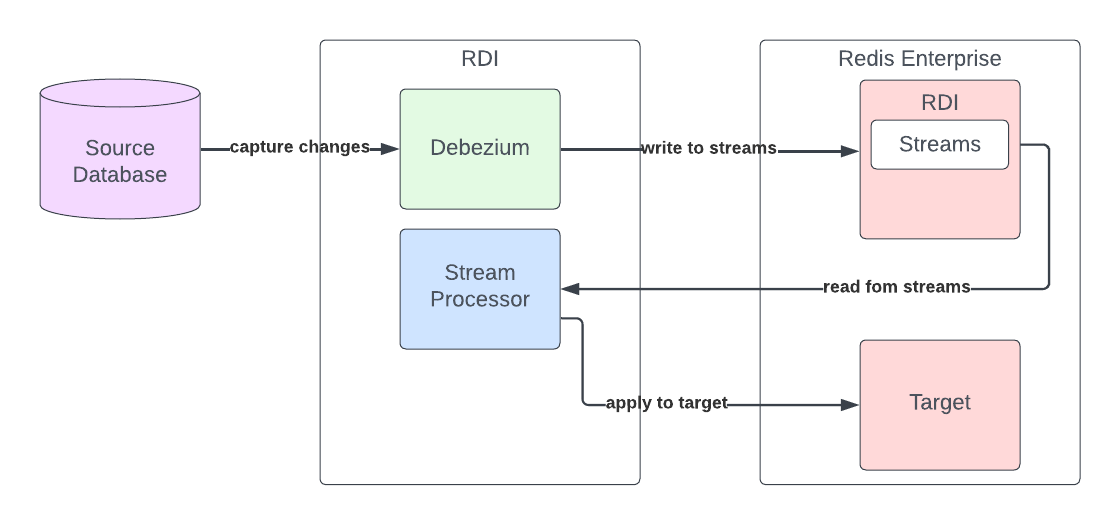 RDI
Redis Enterprise
RDI
Source
Database
capture changes
Debezium
write to streams
Streams
Stream
Processor
read fom streams
apply to target
Target